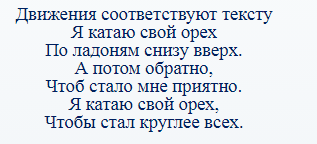 Движения соответствуют тексту
Я катаю свой орех
По ладоням снизу вверх.
А потом обратно,
Чтоб стало мне приятно.
Я катаю свой орех,
Чтобы стал круглее всех.